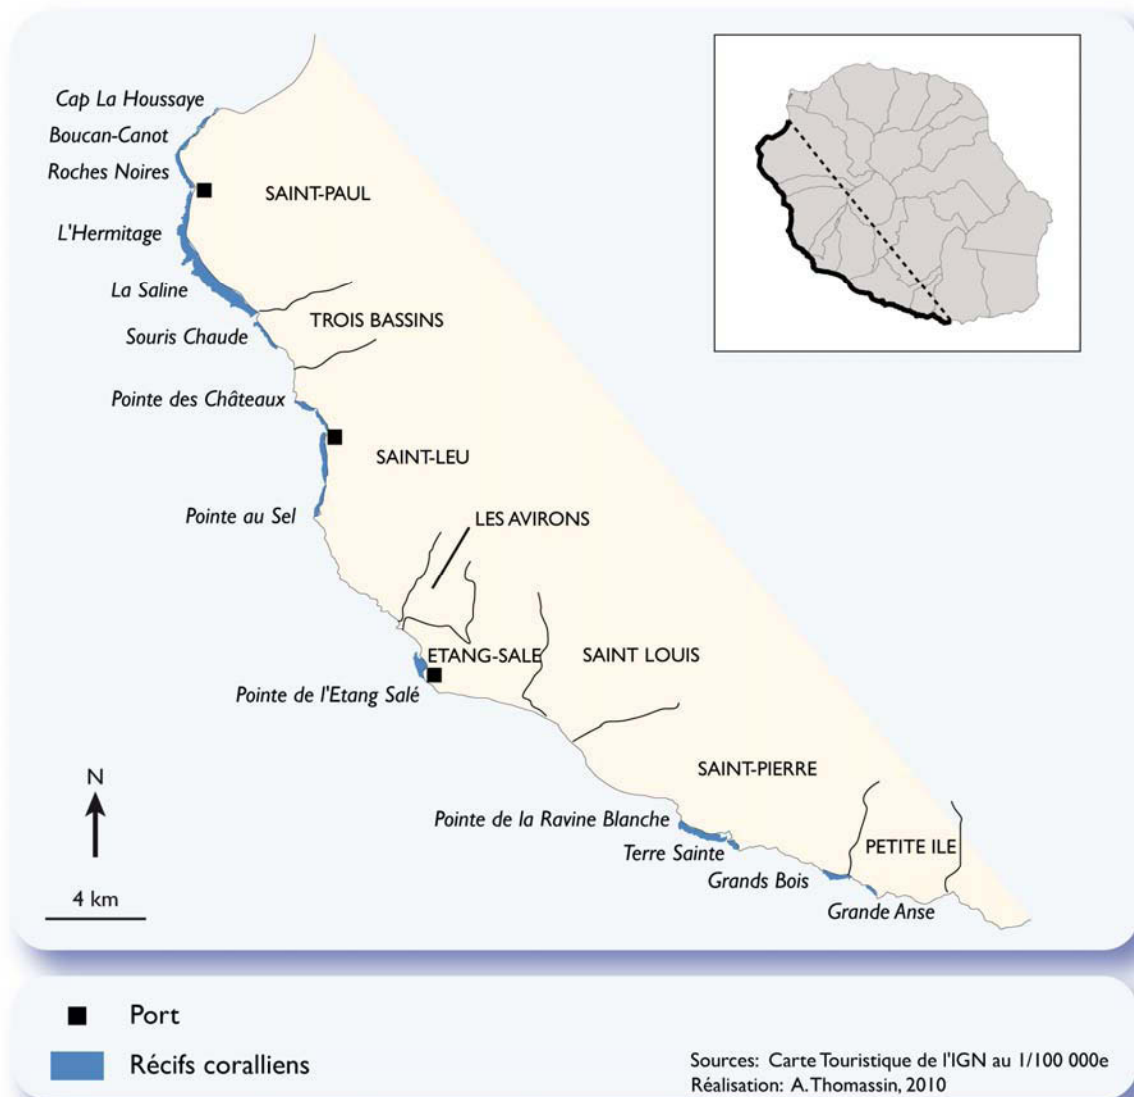 Cap La Houssaye
Boucan-Canot
Roches Noires
SAINT-PAUL
L'Hermitage
La Saline
TROIS BASSINS
Souris Chaude
Pointe des Châteaux
SAINT-LEU
Pointe au Sel
LES AVIRONS
ETANG-SALE
SAINT LOUIS
Pointe de l'Etang Salé
SAINT-PIERRE
N
Pointe de la Ravine Blanche
Terre Sainte
PETITE ILE
Grands Bois
4 km
Grande Anse
Port
Récifs coralliens
Sources: Carte Touristique de l'IGN au 1/100 000e
Réalisation: A. Thomassin, 2010